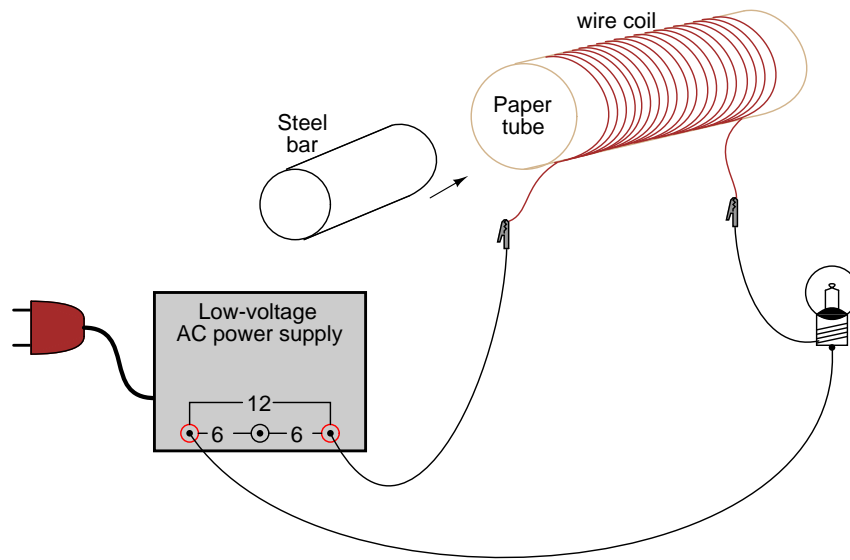 wire coil
Paper
tube
Steel
bar
Low-voltage
AC power supply
12
6 6